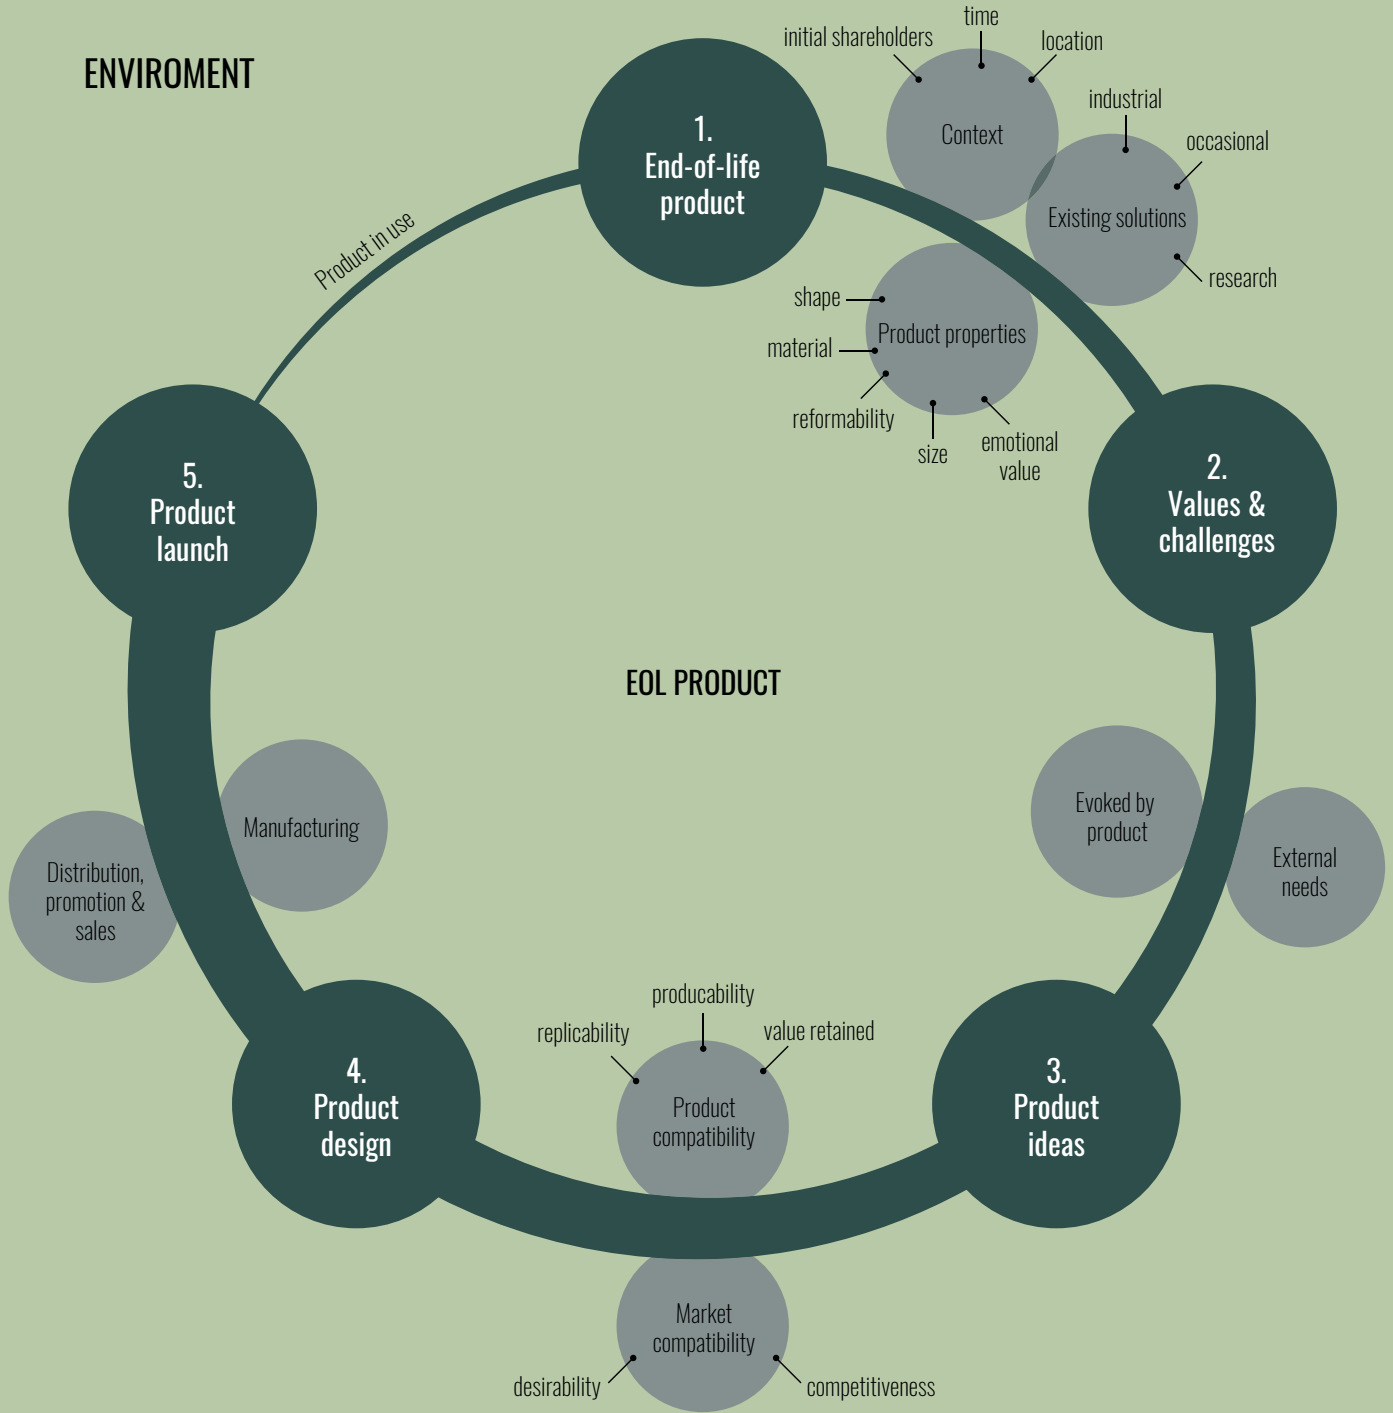 ENVIROMENT
1.
End-of-life
product
initial shareholders
time
location
Context
industrial
occasional
Existing solutions
research
Product properties
shape
material
reformability
size
emotional
value
2.
Values &
challenges
Evoked by
product
External
needs
3.
Product
ideas
producability
replicability
value retained
Product
compatibility
Market
compatibility
desirability
competitiveness
4.
Product
design
Manufacturing
Distribution,
promotion &
sales
5.
Product
launch
Product in use
EOL PRODUCT